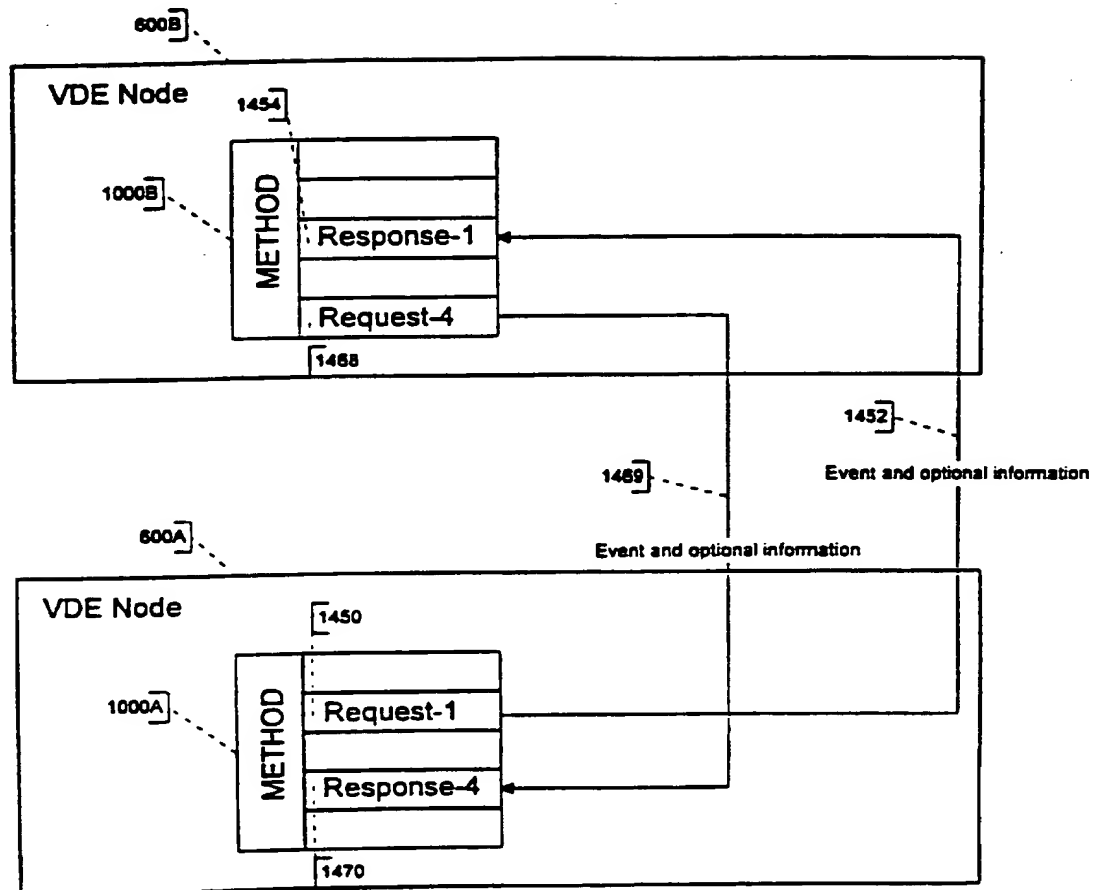 600B
VDE Node
1454
1000B
METHOD
Response-1
Request-4
1468
1452
Event and optional information
1469
600A
Event and optional information
VDE Node
1450
1000A
METHOD
Request-1
Response-4
1470